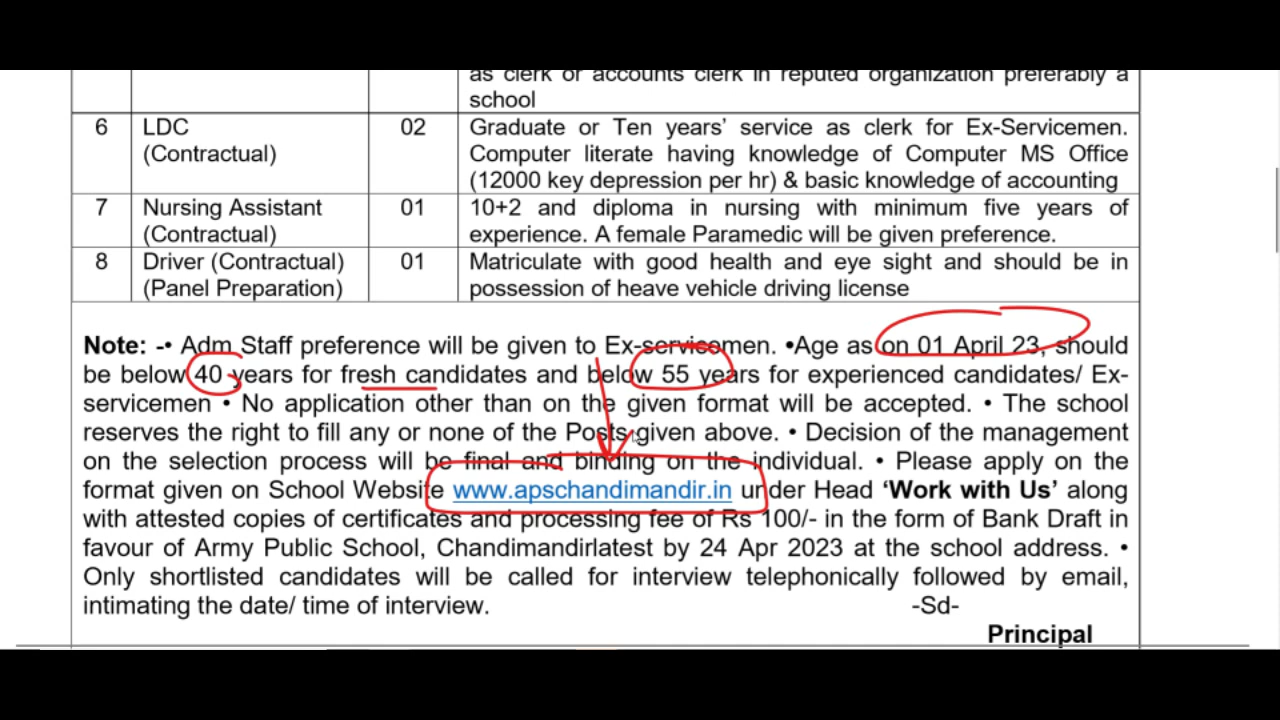 as clerk or accounts clerk in reputed organization preferably a
school
6 LDC 02 Graduate or Ten years’ service as clerk for Ex-Servicemen.
(Contractual) Computer literate having knowledge of Computer MS Office
(12000 key depression per hr) & basic knowledge of accounting
7 Nursing Assistant 01 10+2 and diploma in nursing with minimum five years of
(Contractual) experience. A female Paramedic will be given preference.
8 Driver (Contractual) 01 Matriculate with good health and eye sight and should be in
(Panel Preparation) possession of heave vehicle driving license
Note: -• Adm Staff preference will be given to Ex-servicemen. •Age as on 01 April 23, should
be below 40 years for fresh candidates and below 55 years for experienced candidates/ Ex-
servicemen • No application other than on the given format will be accepted. • The school
reserves the right to fill any or none of the Posts given above. • Decision of the management
on the selection process will be final and binding on the individual. • Please apply on the
format given on School Website www.apschandimandir.in under Head ‘Work with Us’ along
with attested copies of certificates and processing fee of Rs 100/- in the form of Bank Draft in
favour of Army Public School, Chandimandirlatest by 24 Apr 2023 at the school address. •
Only shortlisted candidates will be called for interview telephonically followed by email,
intimating the date/ time of interview. -Sd-
Principal